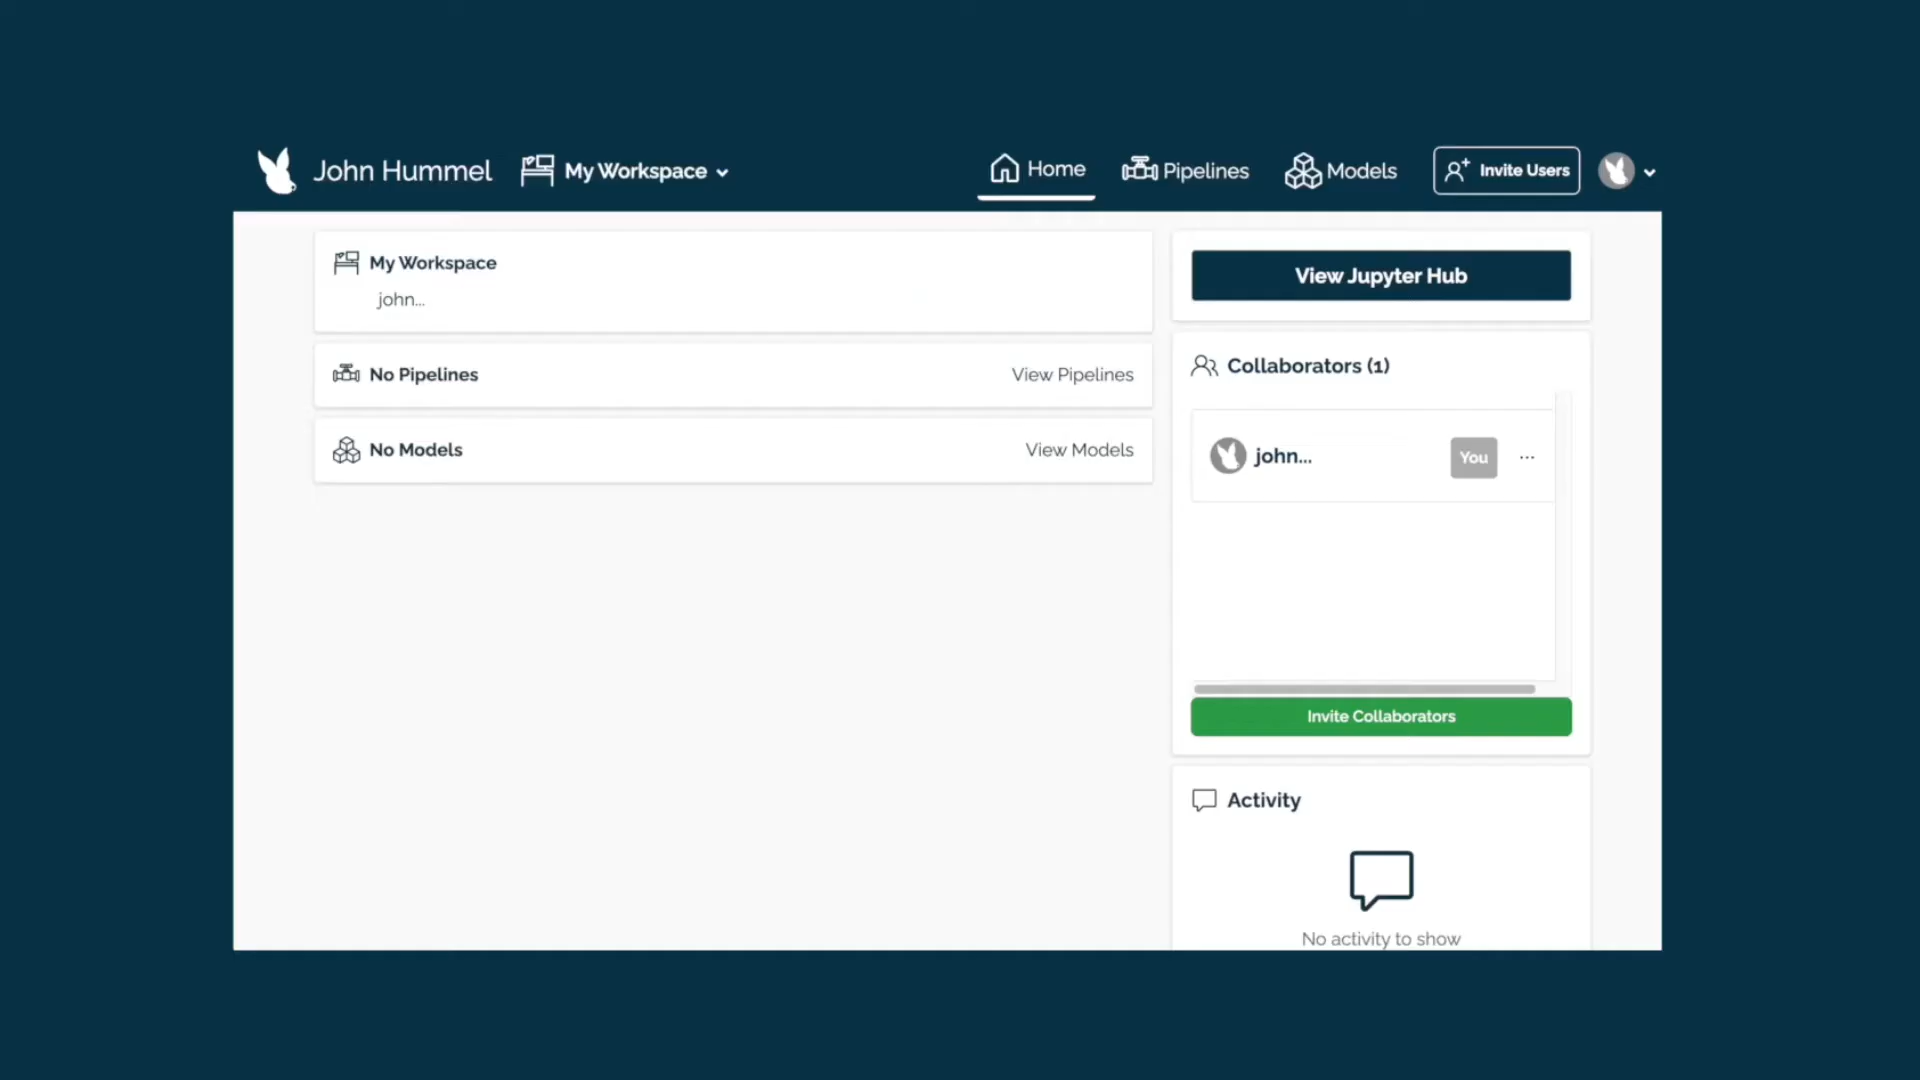 John Hummel
My Workspace
Home
Pipelines
Models
Invite Users
My Workspace
john...
No Pipelines
View Pipelines
No Models
View Models
View Jupyter Hub
Collaborators (1)
john...
You
...
Invite Collaborators
Activity
No activity to show